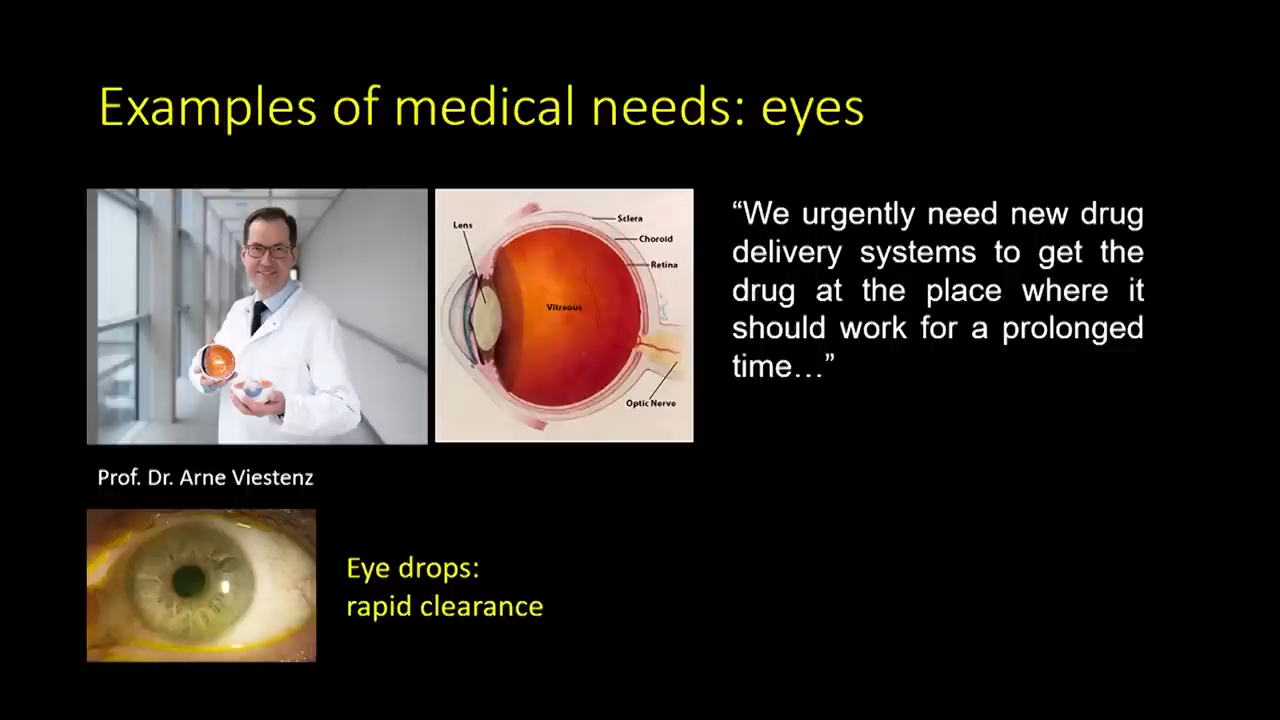 Examples of medical needs: eyes
Lens
Sclera
Choroid
Retina
Vitreous
Optic Nerve
“We urgently need new drug
delivery systems to get the
drug at the place where it
should work for a prolonged
time…”
Prof. Dr. Arne Viestenz
Eye drops:
rapid clearance